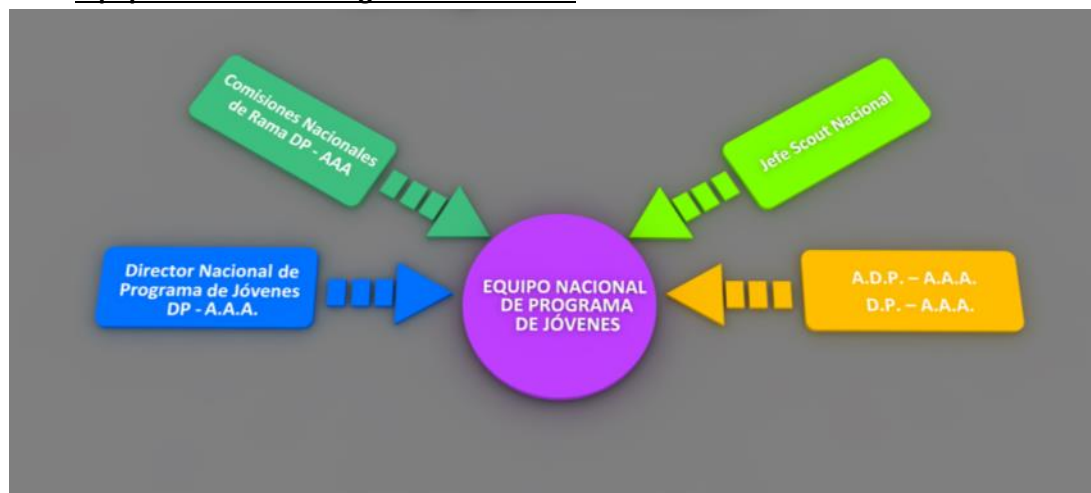 Comisiones Nacionales
de Rama DP - AAA
Jefe Scout Nacional
Director Nacional de
Programa de Jóvenes
DP - A.A.A.
EQUIPO NACIONAL
DE PROGRAMA
DE JÓVENES
A.D.P. – A.A.A.
D.P. – A.A.A.